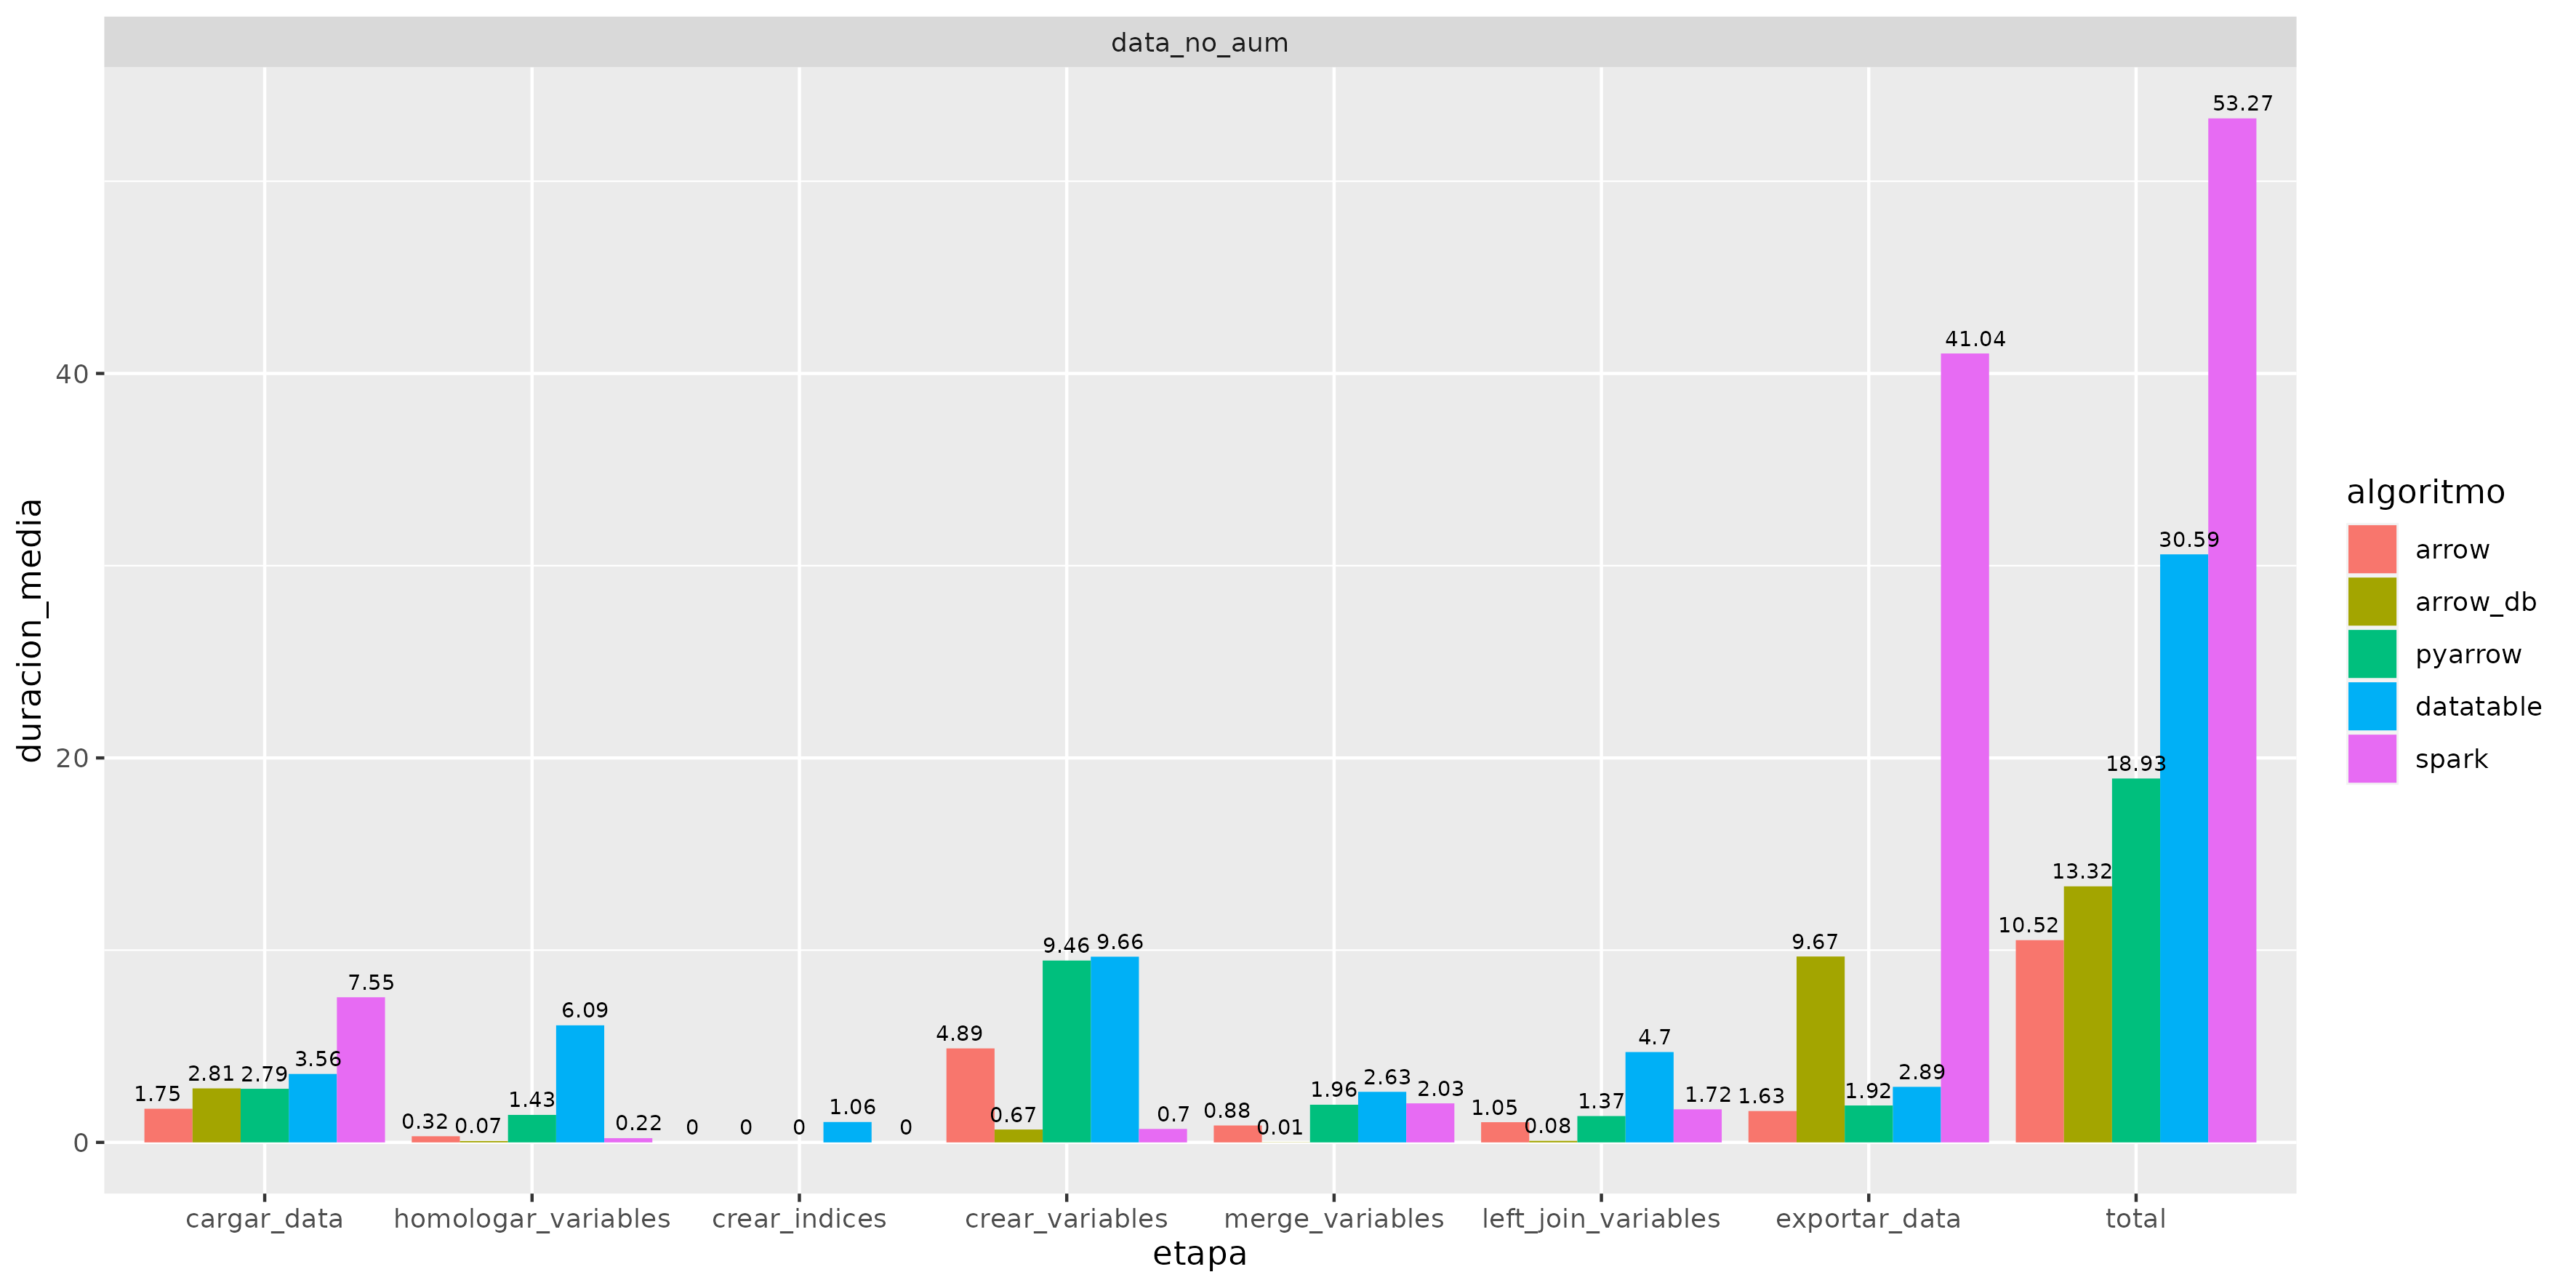 data_no_aum
duracion_media
40
20
0
1.75
2.81
2.79
3.56
7.55
0.32
0.07
1.43
6.09
0.22
0
0
0
1.06
0
4.89
0.67
9.46
9.66
0.7
0.88
0.01
1.96
2.63
2.03
1.05
0.08
1.37
4.7
1.72
1.63
9.67
1.92
2.89
41.04
10.52
13.32
18.93
30.59
53.27
cargar_data
homologar_variables
crear_indices
crear_variables
merge_variables
left_join_variables
exportar_data
total
etapa
algoritmo
arrow
arrow_db
pyarrow
datatable
spark